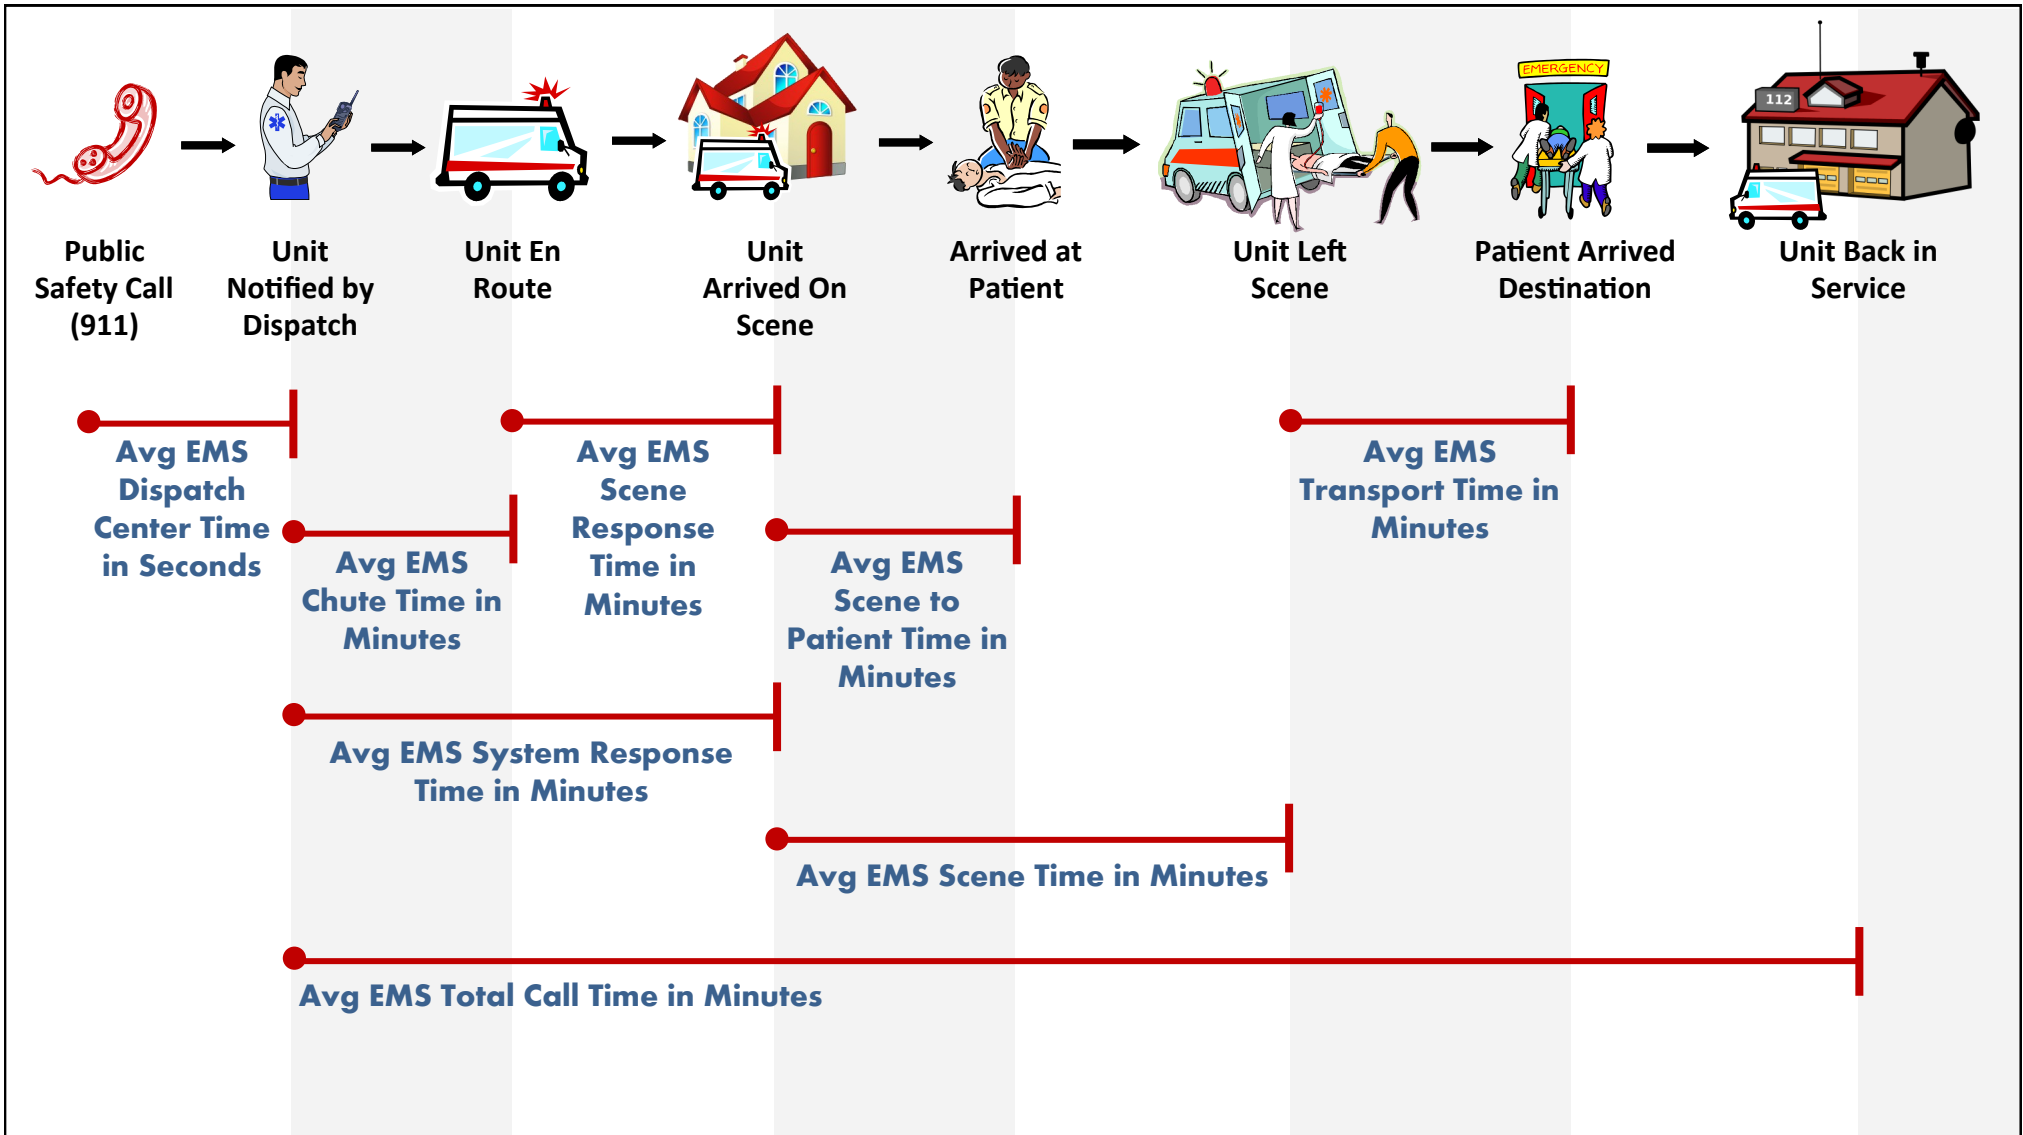 EMERGENCY
112
Public
Safety Call
(911)
Unit
Notified by
Dispatch
Unit En
Route
Unit
Arrived On
Scene
Arrived at
Patient
Unit Left
Scene
Patient Arrived
Destination
Unit Back in
Service
Avg EMS
Dispatch
Center Time
in Seconds
Avg EMS
Chute Time in
Minutes
Avg EMS
Scene
Response
Time in
Minutes
Avg EMS
Scene to
Patient Time in
Minutes
Avg EMS
Transport Time in
Minutes
Avg EMS System Response
Time in Minutes
Avg EMS Scene Time in Minutes
Avg EMS Total Call Time in Minutes